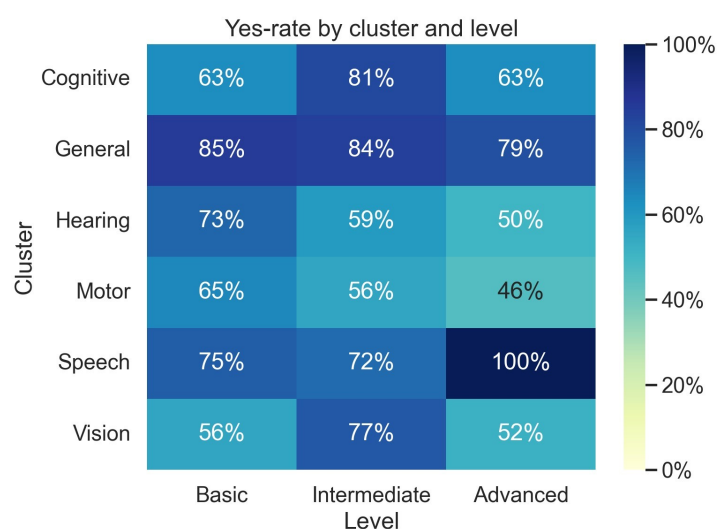 Yes-rate by cluster and level
Cluster
Cognitive 63% 81% 63%
General 85% 84% 79%
Hearing 73% 59% 50%
Motor 65% 56% 46%
Speech 75% 72% 100%
Vision 56% 77% 52%
Basic Intermediate Advanced
Level
100%
80%
60%
40%
20%
0%